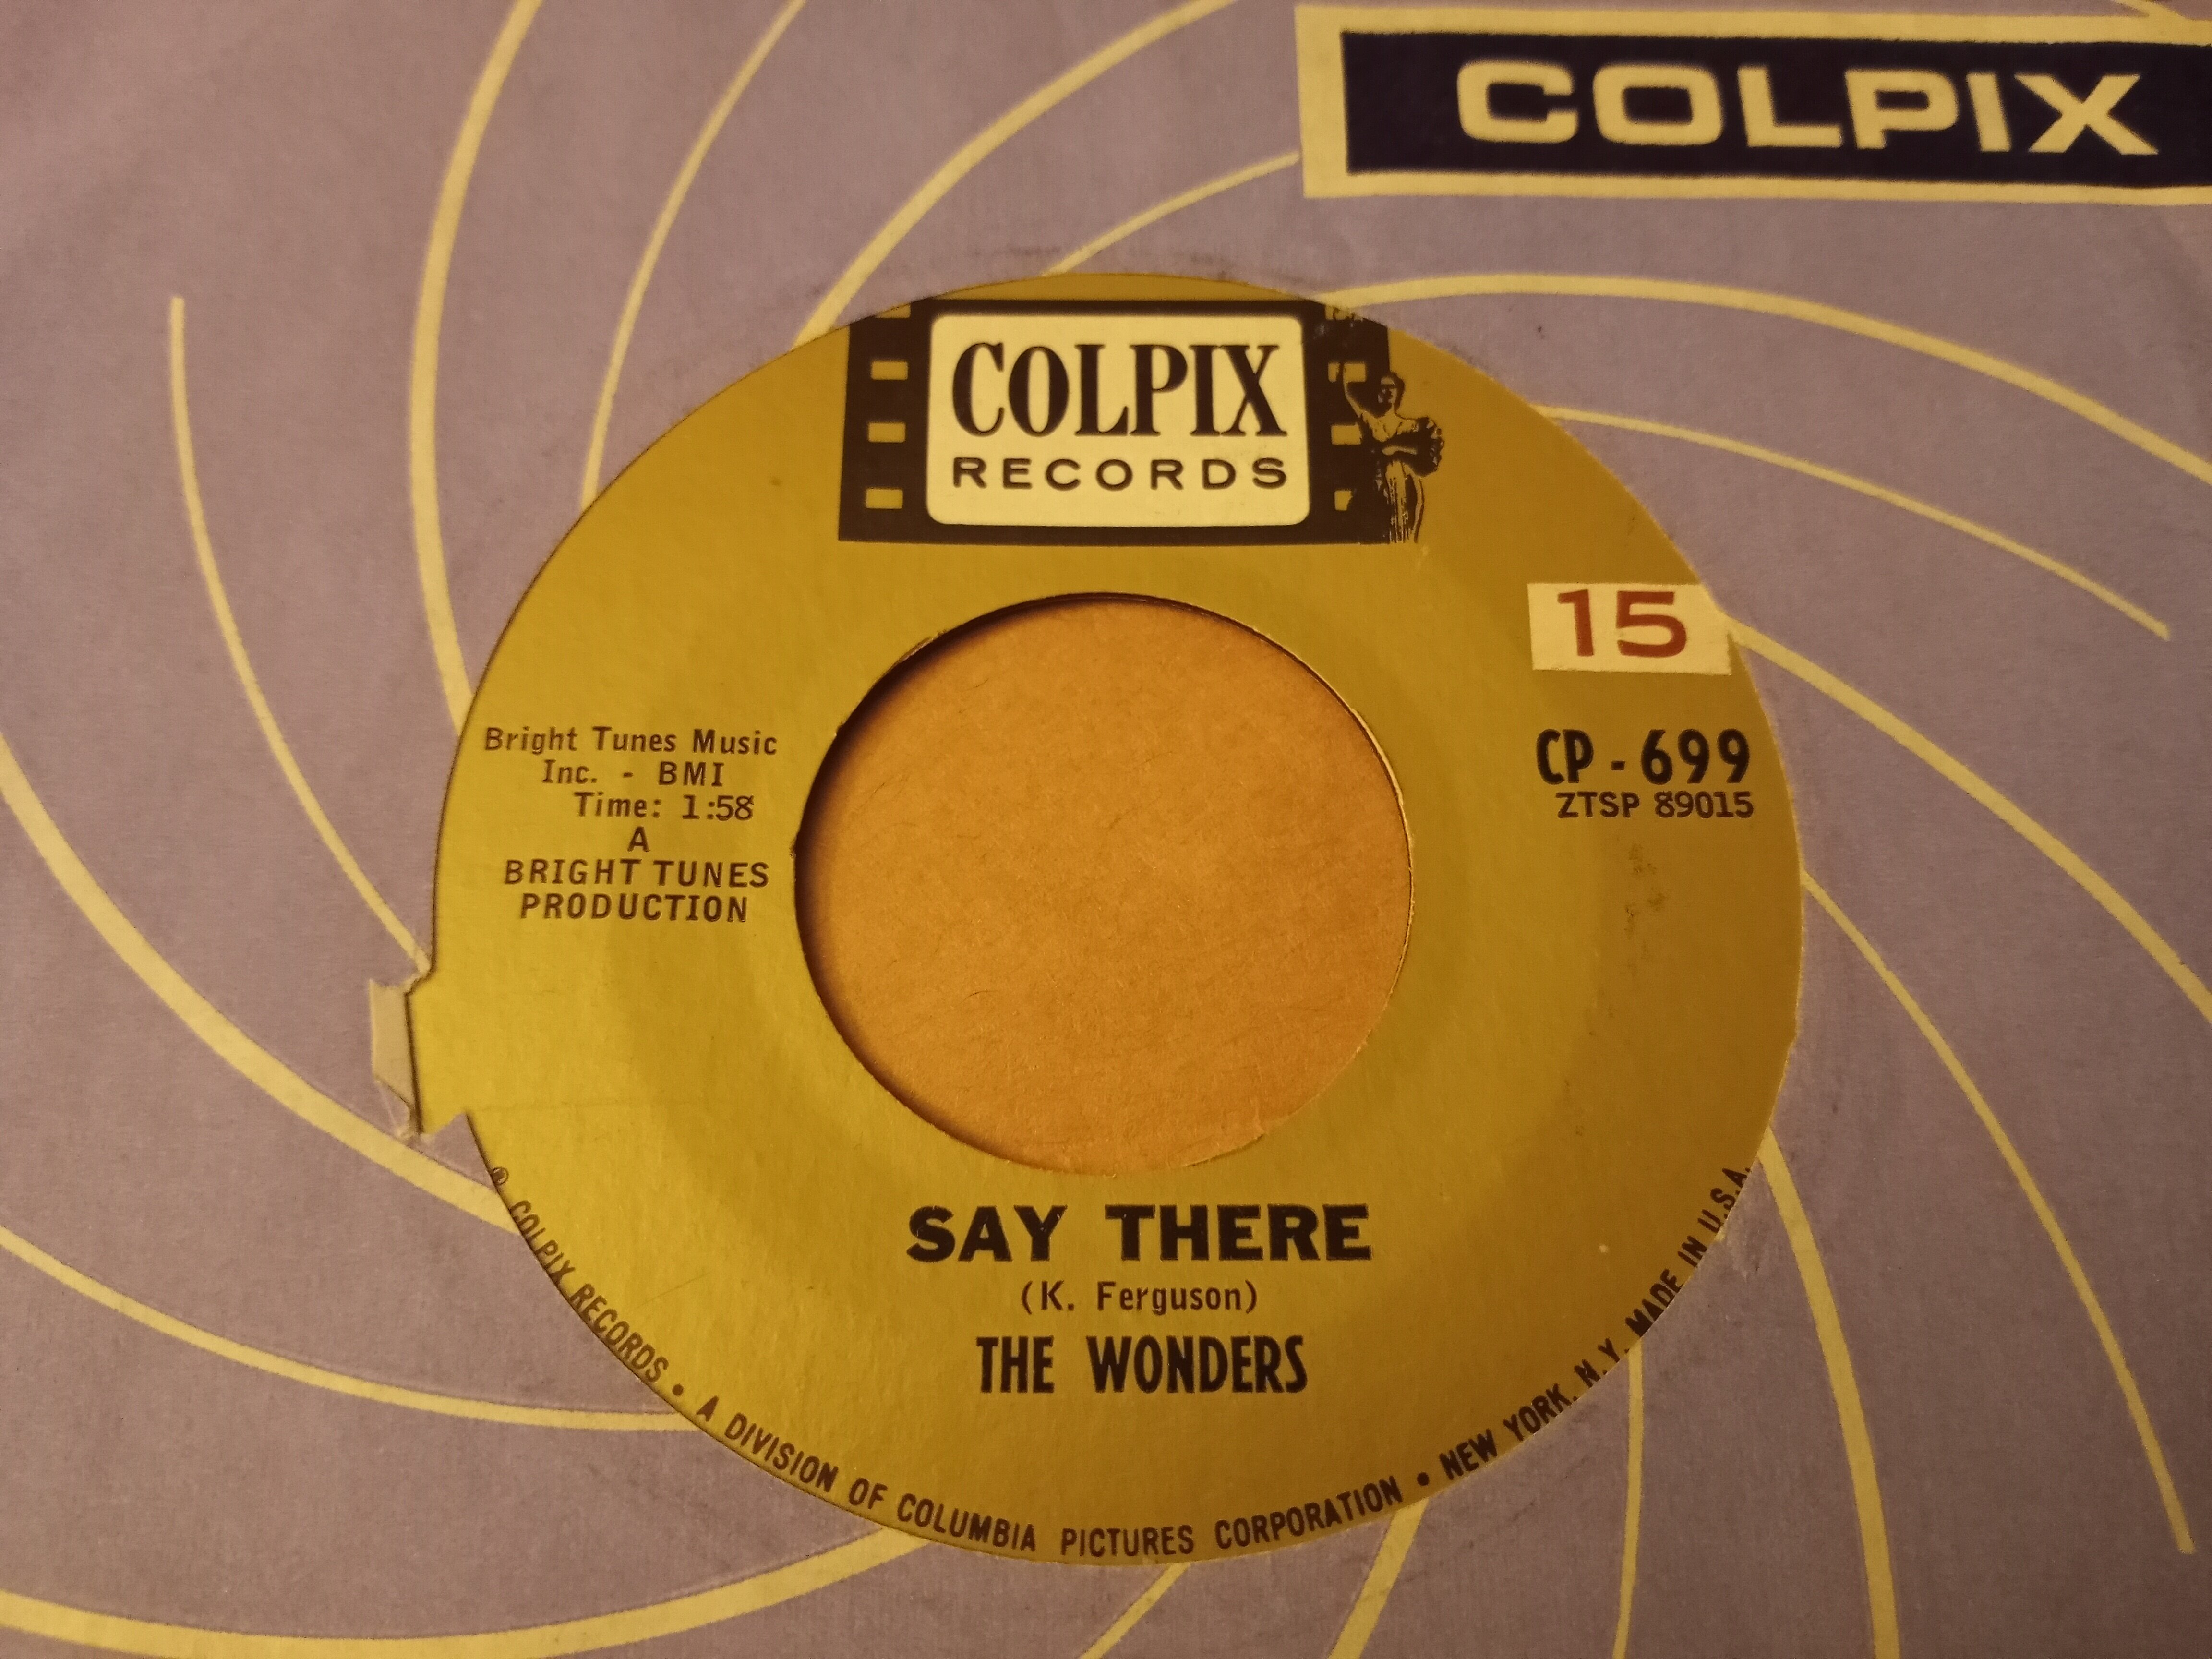 COLPIX
COLPIX
RECORDS
15
Bright Tunes Music
Inc. - BMI
Time: 1:58
A
BRIGHT TUNES
PRODUCTION
CP-699
ZTSP 89015
SAY THERE
(K. Ferguson)
THE WONDERS
® COLPIX RECORDS • A DIVISION OF COLUMBIA PICTURES CORPORATION • NEW YORK, N.Y. MADE IN U.S.A.